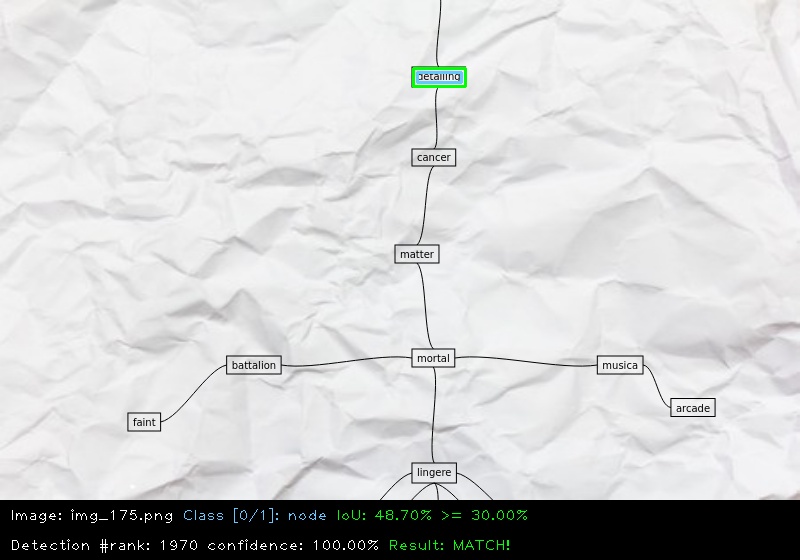 detailing
cancer
matter
mortal
battalion
musica
arcade
faint
lingere
Image: img_175.png Class [0/1]: node IoU: 48.70% >= 30.00%
Detection #rank: 1970 confidence: 100.00% Result: MATCH!